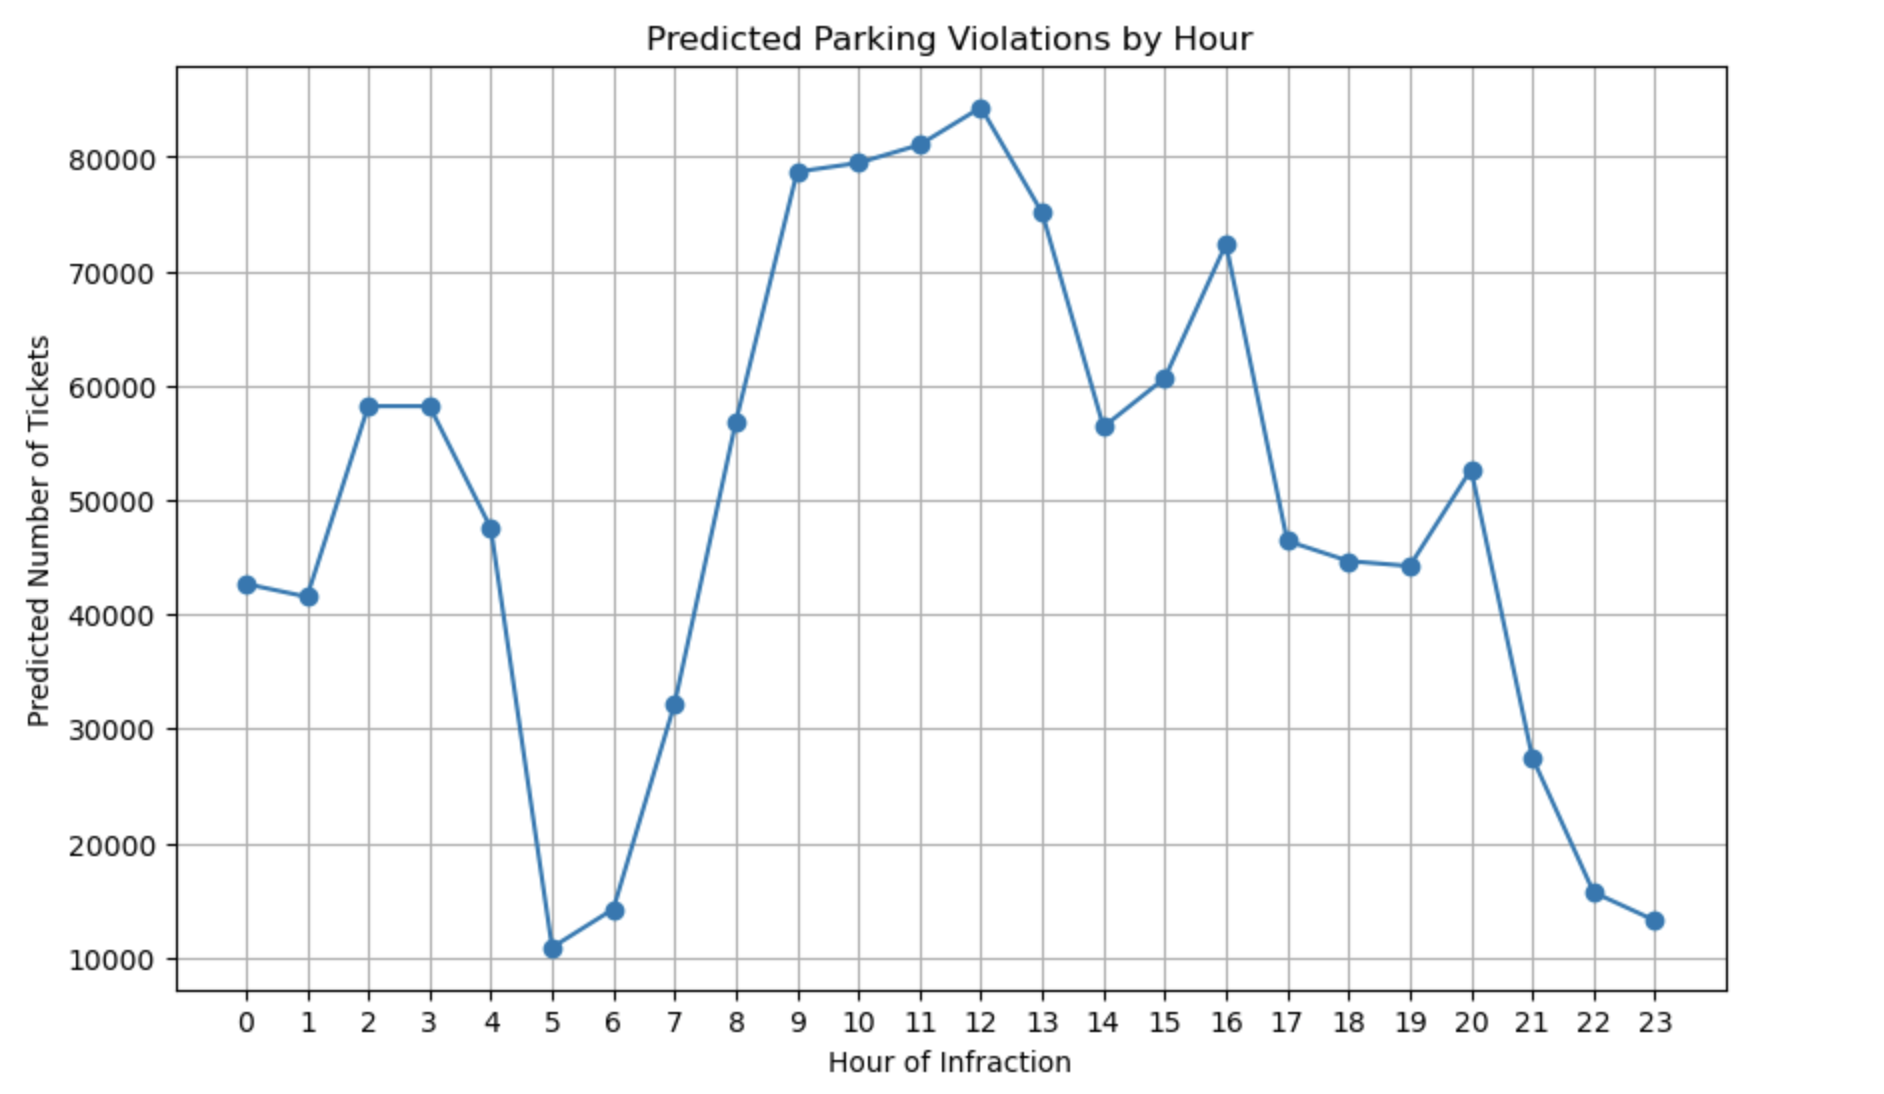 Predicted Parking Violations by Hour
Predicted Number of Tickets
80000
70000
60000
50000
40000
30000
20000
10000
0 1 2 3 4 5 6 7 8 9 10 11 12 13 14 15 16 17 18 19 20 21 22 23
Hour of Infraction